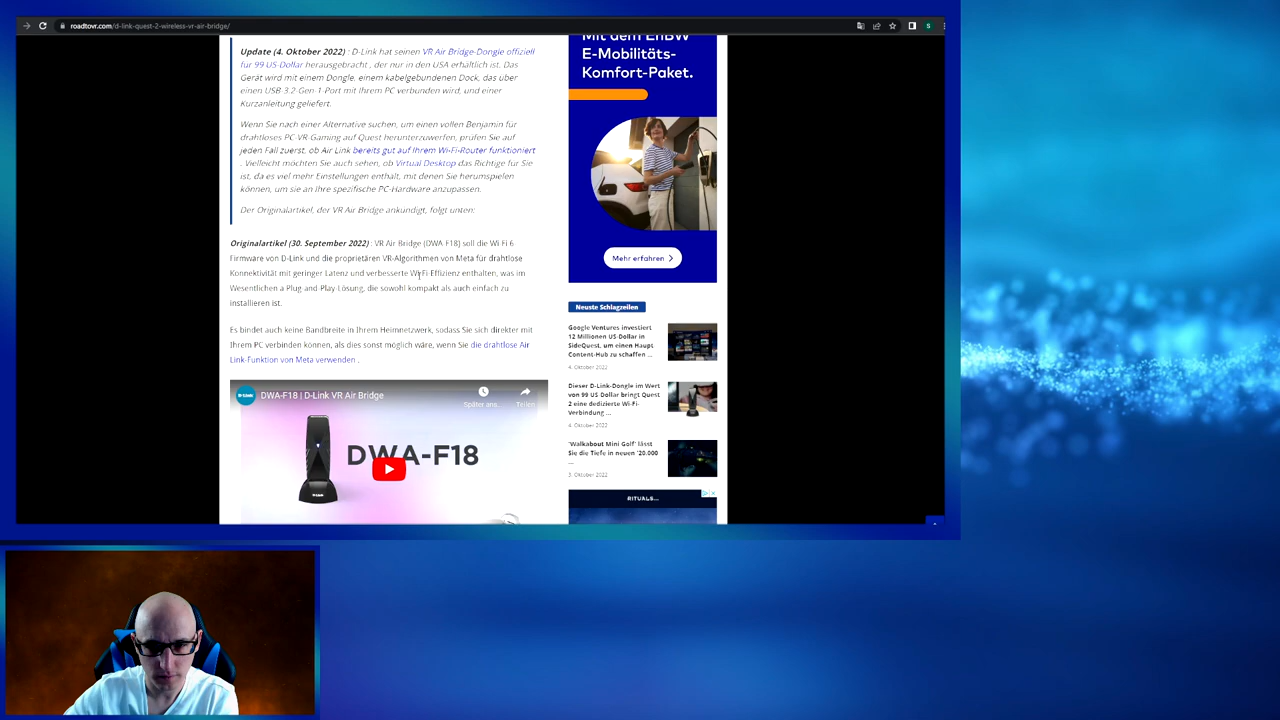 roadtovr.com/d-link-quest-2-wireless-vr-air-bridge/
S
Update (4. Oktober 2022) : D-Link hat seinen VR Air Bridge-Dongle offiziell
für 99 US-Dollar herausgebracht , der nur in den USA erhältlich ist. Das
Gerät wird mit einem Dongle, einem kabelgebundenen Dock, das über
einen USB-3.2-Gen-1-Port mit Ihrem PC verbunden wird, und einer
Kurzanleitung geliefert.
Wenn Sie nach einer Alternative suchen, um einen vollen Benjamin für
drahtloses PC-VR-Gaming auf Quest herunterzuwerfen, prüfen Sie auf
jeden Fall zuerst, ob Air Link bereits gut auf Ihrem Wi-Fi-Router funktioniert
. Vielleicht möchten Sie auch sehen, ob Virtual Desktop das Richtige für Sie
ist, da es viel mehr Einstellungen enthält, mit denen Sie herumspielen
können, um sie an Ihre spezifische PC-Hardware anzupassen.
Der Originalartikel, der VR Air Bridge ankündigt, folgt unten:
Originalartikel (30. September 2022) : VR Air Bridge (DWA-F18) soll die Wi-Fi 6
Firmware von D-Link und die proprietären VR-Algorithmen von Meta für drahtlose
Konnektivität mit geringer Latenz und verbesserte Wi-Fi-Effizienz enthalten, was im
Wesentlichen a Plug-and-Play-Lösung, die sowohl kompakt als auch einfach zu
installieren ist.
Es bindet auch keine Bandbreite in Ihrem Heimnetzwerk, sodass Sie sich direkter mit
Ihrem PC verbinden können, als dies sonst möglich wäre, wenn Sie die drahtlose Air
Link-Funktion von Meta verwenden .
D-Link
DWA-F18 | D-Link VR Air Bridge
Später ans...
Teilen
DWA-F18
D-Link
Mit dem EnBW
E-Mobilitäts-
Komfort-Paket.
Mehr erfahren
Neuste Schlagzeilen
Google Ventures investiert
12 Millionen US-Dollar in
SideQuest, um einen Haupt
Content-Hub zu schaffen ...
4. Oktober 2022
Dieser D-Link-Dongle im Wert
von 99 US Dollar bringt Quest
2 eine dedizierte Wi-Fi-
Verbindung ...
4. Oktober 2022
'Walkabout Mini Golf' lässt
Sie die Tiefe in neuen '20.000
...
3. Oktober 2022
RITUALS...